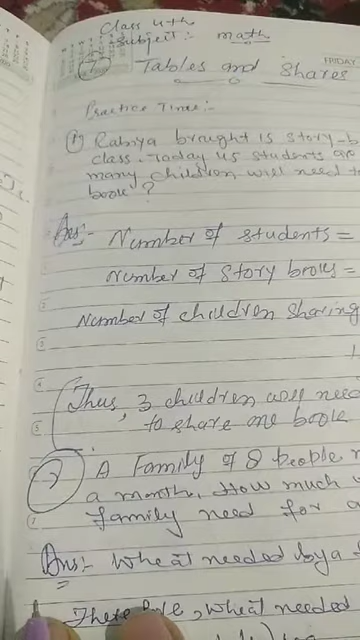 Class 4th
Subject:- math
FRIDAY
Tables and Shares
Practice Time:-
① Rabiya brought 15 story-b
class. Today 45 students are
many children will need to
book?
Ans:- Number of students =
Number of story books =
Number of children Sharing
Thus, 3 children will need
to share one book
② A Family of 8 people
a month. How much
family need for a
Ans:- Wheat needed by a
There fore, wheat needed